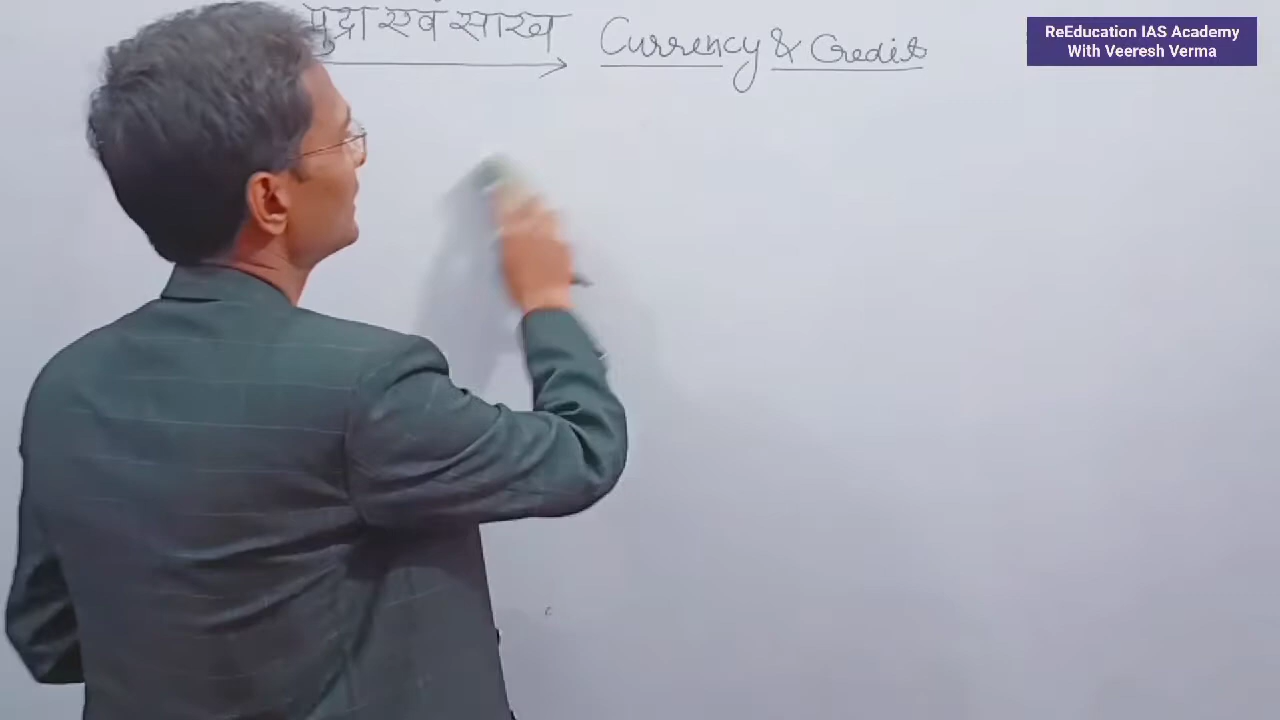 मुद्रा एवं साख → Currency & Credit
ReEducation IAS Academy
With Veeresh Verma